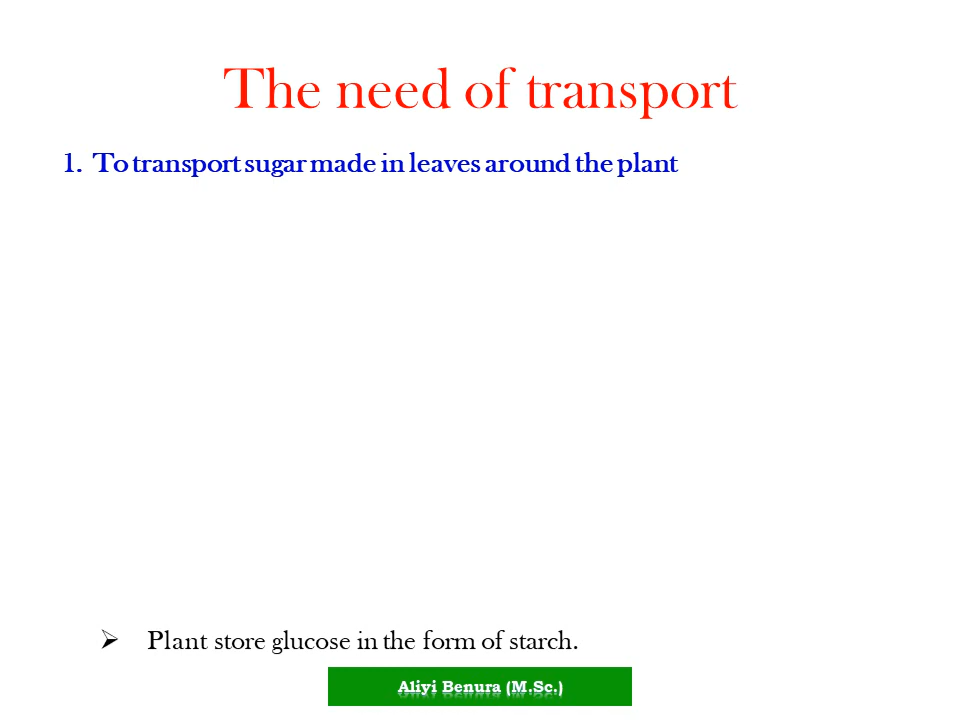 The need of transport
1. To transport sugar made in leaves around the plant
➢ Plant store glucose in the form of starch.
Aliyi Benura (M.Sc.)